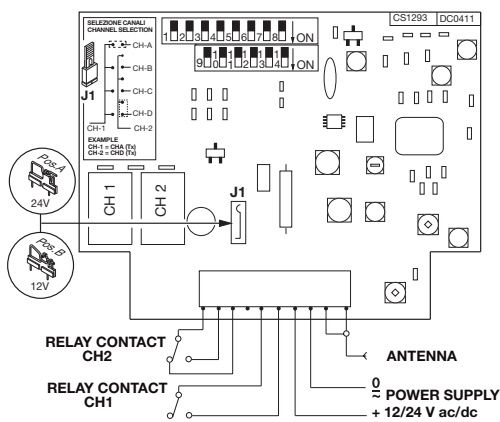 SELEZIONE CANALI
CHANNEL SELECTION
CH-A
CH-B
CH-C
CH-D
J1
CH-1
CH-2
EXAMPLE
CH-1 = CHA (Tx)
CH-2 = CHD (Tx)
1 2 3 4 5 6 7 8 ON
9 10 11 12 13 14 ON
CS1293 DC0411
Pos.A
24V
Pos.B
12V
CH 1
CH 2
J1
RELAY CONTACT
CH2
RELAY CONTACT
CH1
ANTENNA
0
≂ POWER SUPPLY
+ 12/24 V ac/dc